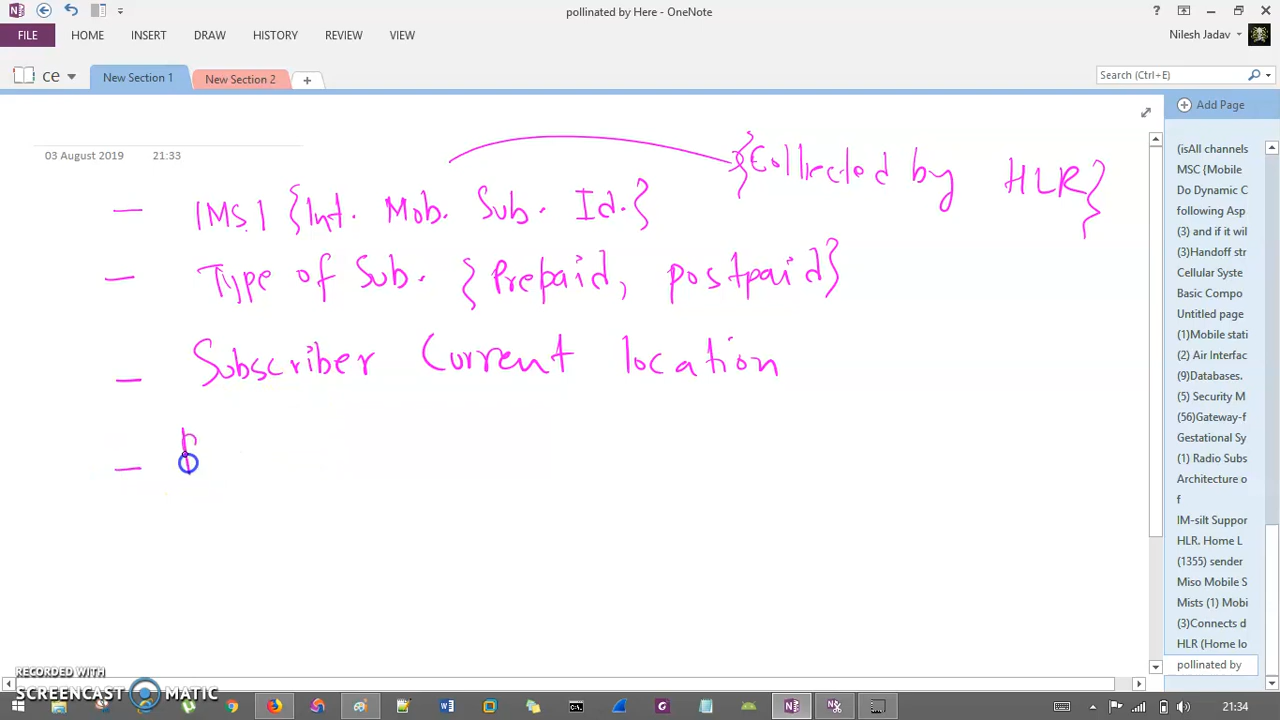 pollinated by Here - OneNote
FILE HOME INSERT DRAW HISTORY REVIEW VIEW
Nilesh Jadav
ce New Section 1 New Section 2
Search (Ctrl+E)
Add Page
03 August 2019 21:33
{Collected by HLR}
- IMSI {Int. Mob. Sub. Id.}
- Type of Sub. {Prepaid, postpaid}
- Subscriber Current location
-
(isAll channels
MSC (Mobile
Do Dynamic C
following Asp
(3) and if it wil
(3)Handoff str
Cellular Syste
Basic Compo
Untitled page
(1)Mobile stati
(2) Air Interfac
(9)Databases.
(5) Security M
(56)Gateway-f
Gestational Sy
(1) Radio Subs
Architecture o
f
IM-silt Suppor
HLR. Home L
(1355) sender
Miso Mobile S
Mists (1) Mobi
(3)Connects d
HLR (Home lo
pollinated by
RECORDED WITH
SCREENCAST MATIC
21:34